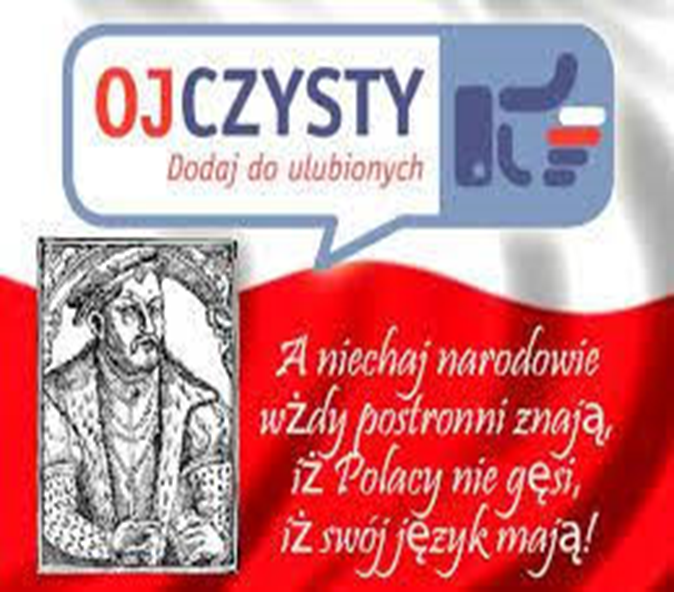 OJCZYSTY
Dodaj do ulubionych
A niechaj narodowie
wżdy postronni znają,
iż Polacy nie gęsi,
iż swój język mają!